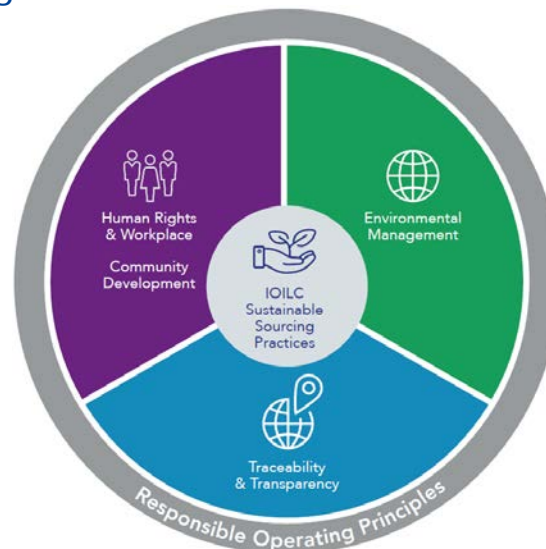 Human Rights
& Workplace
Community
Development
Environmental
Management
IOILC
Sustainable
Sourcing
Practices
Traceability
& Transparency
Responsible Operating Principles